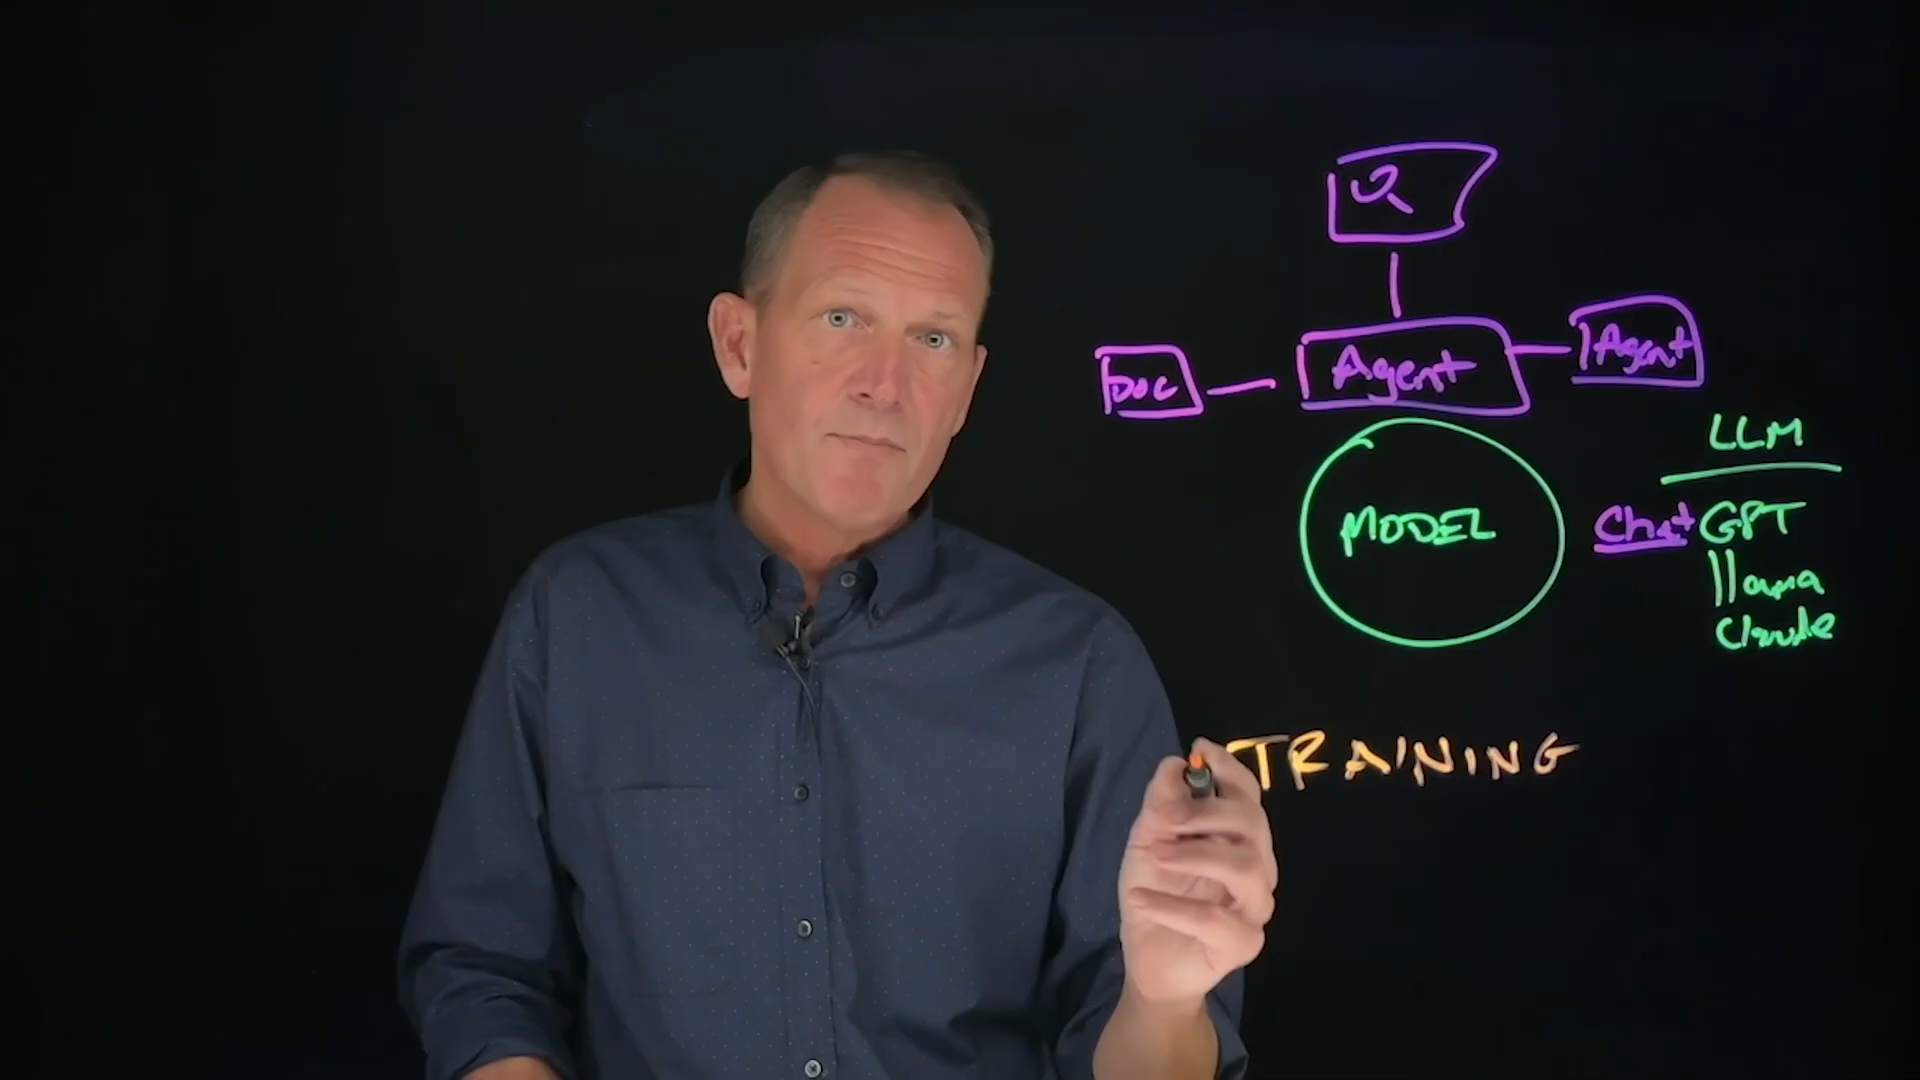 Doc
Agent
Agent
MODEL
LLM
Chat GPT
llama
Claude
TRAINING